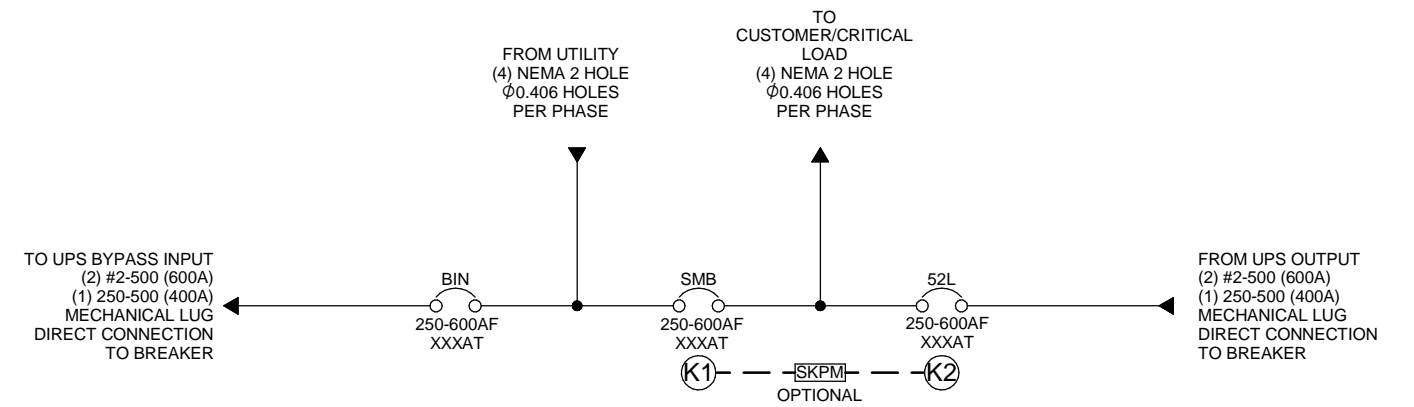 FROM UTILITY
(4) NEMA 2 HOLE
ϕ0.406 HOLES
PER PHASE
TO
CUSTOMER/CRITICAL
LOAD
(4) NEMA 2 HOLE
ϕ0.406 HOLES
PER PHASE
TO UPS BYPASS INPUT
(2) #2-500 (600A)
(1) 250-500 (400A)
MECHANICAL LUG
DIRECT CONNECTION
TO BREAKER
BIN
250-600AF
XXXAT
SMB
250-600AF
XXXAT
52L
250-600AF
XXXAT
K1
SKPM
K2
OPTIONAL
FROM UPS OUTPUT
(2) #2-500 (600A)
(1) 250-500 (400A)
MECHANICAL LUG
DIRECT CONNECTION
TO BREAKER